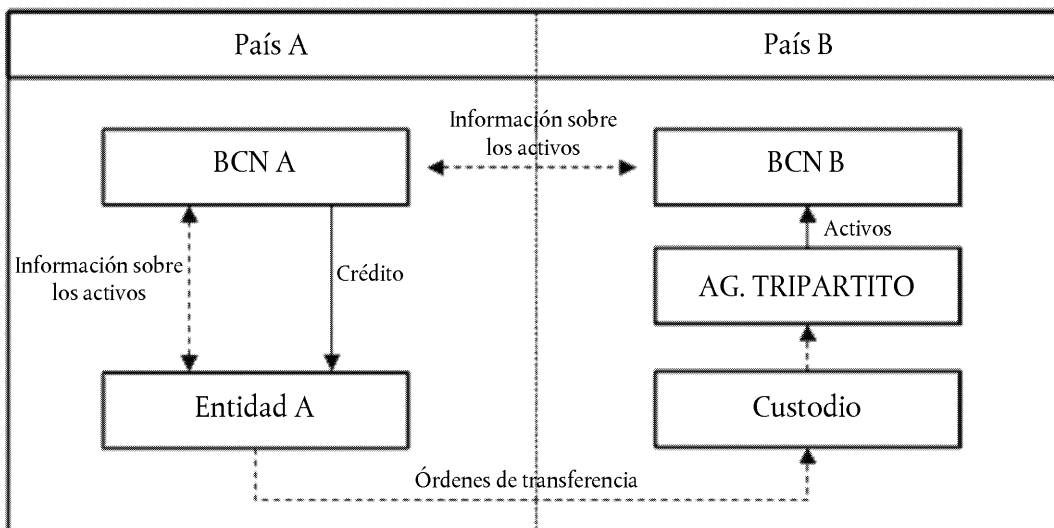 País A
País B
Información sobre
los activos
BCN A
BCN B
Activos
Información sobre
los activos
Crédito
AG. TRIPARTITO
Entidad A
Custodio
Órdenes de transferencia